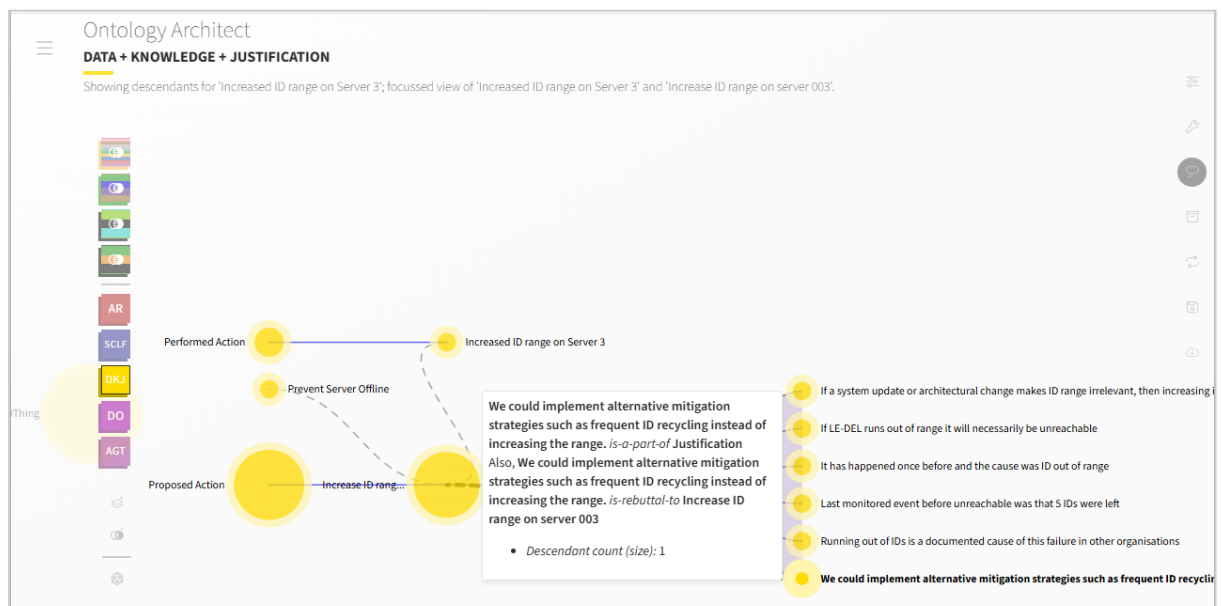 Ontology Architect
DATA + KNOWLEDGE + JUSTIFICATION
Showing descendants for 'Increased ID range on Server 3'; focussed view of 'Increased ID range on Server 3' and 'Increase ID range on server 003'.
AR
SCLF
DKJ
DO
AGT
Thing
Performed Action
Increased ID range on Server 3
Prevent Server Offline
Proposed Action
Increase ID rang...
We could implement alternative mitigation
strategies such as frequent ID recycling instead of
increasing the range. is-a-part-of Justification
Also, We could implement alternative mitigation
strategies such as frequent ID recycling instead of
increasing the range. is-rebuttal-to Increase ID
range on server 003
• Descendant count (size): 1
If a system update or architectural change makes ID range irrelevant, then increasing i
If LE-DEL runs out of range it will necessarily be unreachable
It has happened once before and the cause was ID out of range
Last monitored event before unreachable was that 5 IDs were left
Running out of IDs is a documented cause of this failure in other organisations
We could implement alternative mitigation strategies such as frequent ID recyclin